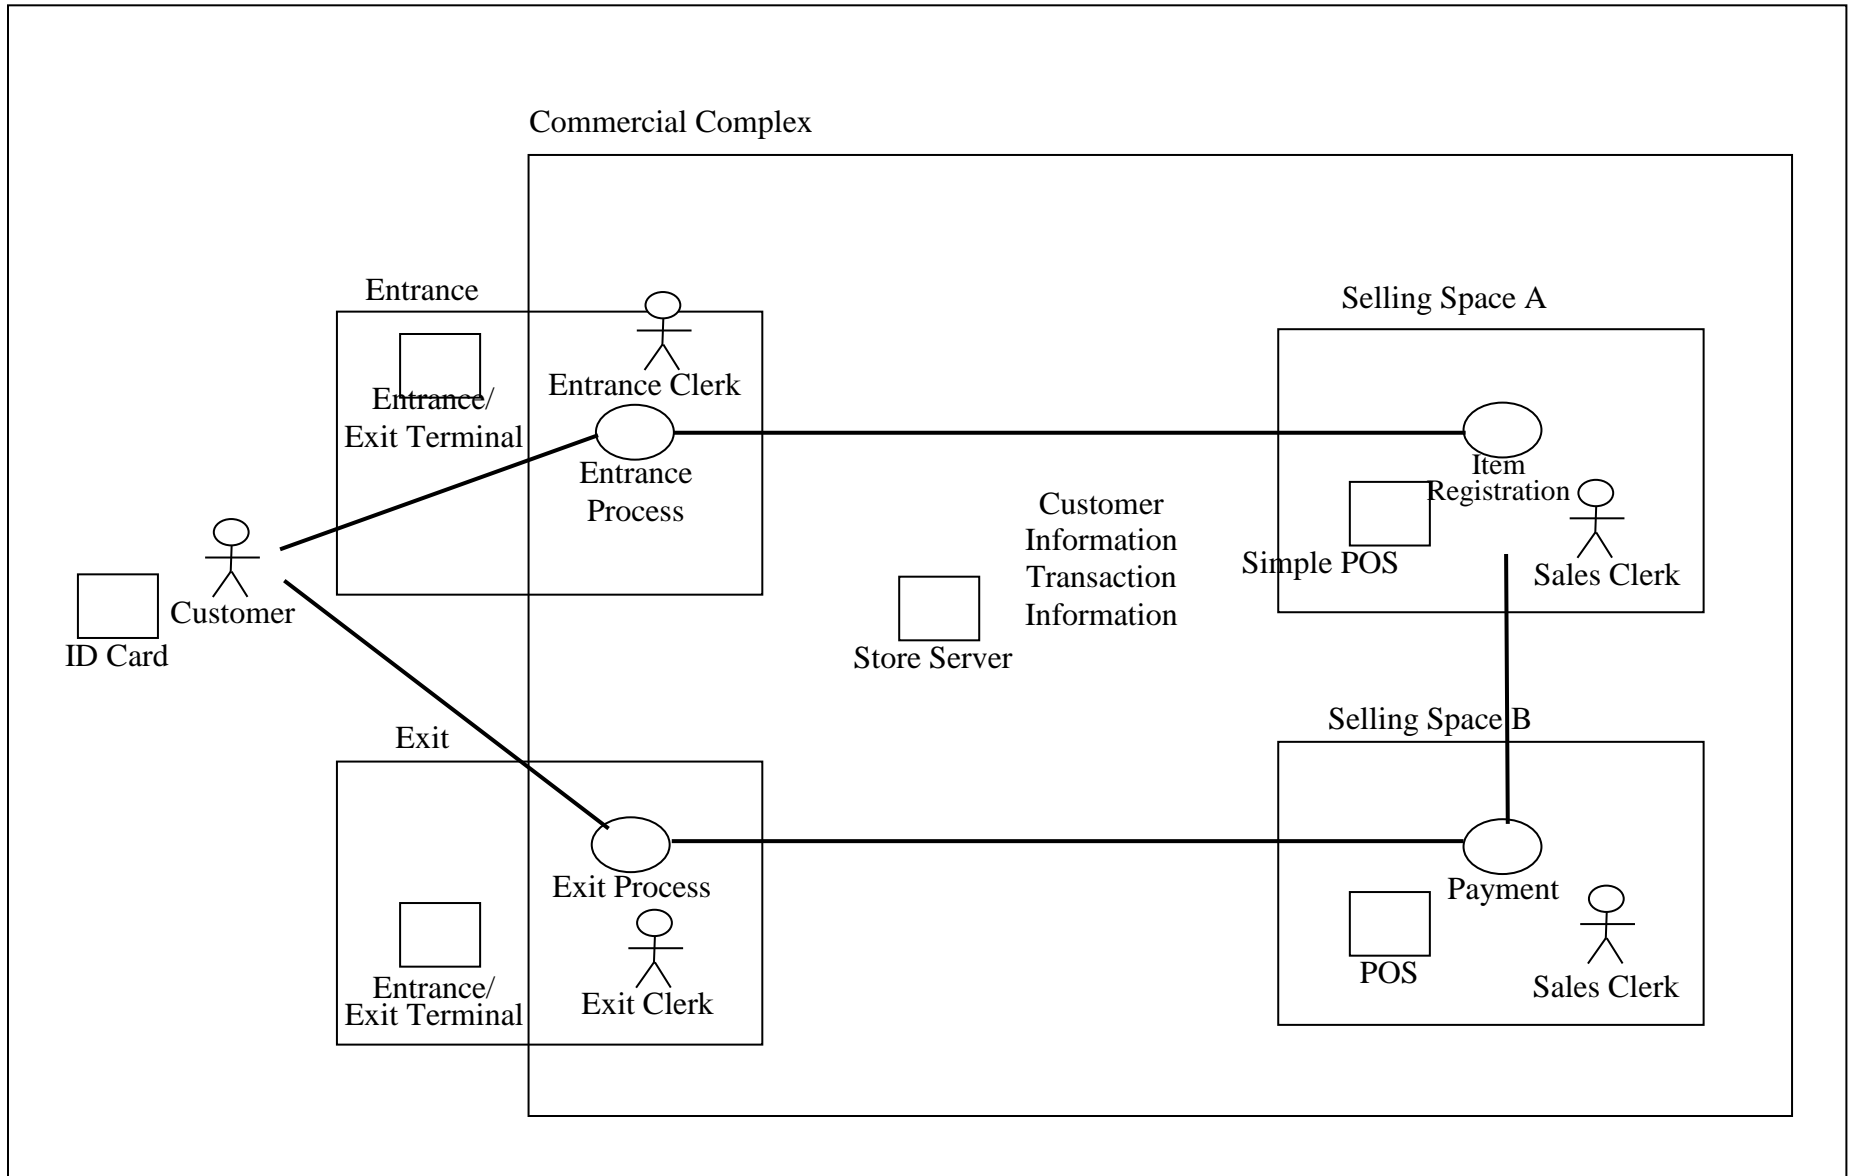 Commercial Complex
Entrance
Entrance Clerk
Entrance/
Exit Terminal
Entrance
Process
Selling Space A
Item
Registration
Simple POS
Sales Clerk
Customer
Information
Transaction
Information
Store Server
Customer
ID Card
Exit
Exit Process
Entrance/
Exit Terminal
Exit Clerk
Selling Space B
Payment
POS
Sales Clerk